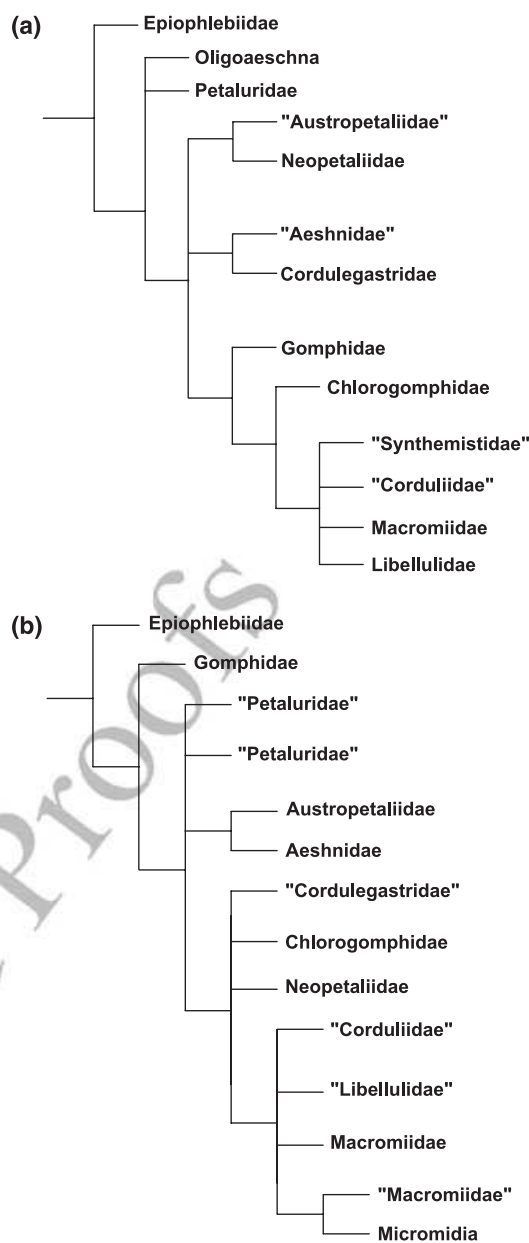 (a)
Epiophlebiidae
Oligoaeschna
Petaluridae
"Austropetaliidae"
Neopetaliidae
"Aeshnidae"
Cordulegastridae
Gomphidae
Chlorogomphidae
"Synthemistidae"
"Corduliidae"
Macromiidae
Libellulidae
(b)
Epiophlebiidae
Gomphidae
"Petaluridae"
"Petaluridae"
Austropetaliidae
Aeshnidae
"Cordulegastridae"
Chlorogomphidae
Neopetaliidae
"Corduliidae"
"Libellulidae"
Macromiidae
"Macromiidae"
Micromidia
Proofs